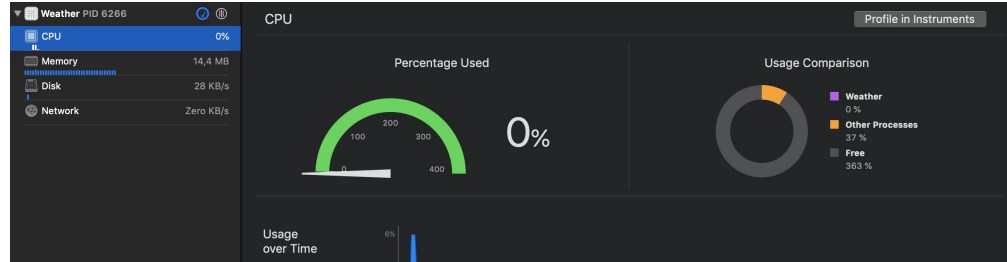 Weather PID 6266
CPU 0%
Memory 14,4 MB
Disk 28 KB/s
Network Zero KB/s
CPU
Profile in Instruments
Percentage Used
0
100
200
300
400
0%
Usage Comparison
Weather
0 %
Other Processes
37 %
Free
363 %
Usage
over Time
6%